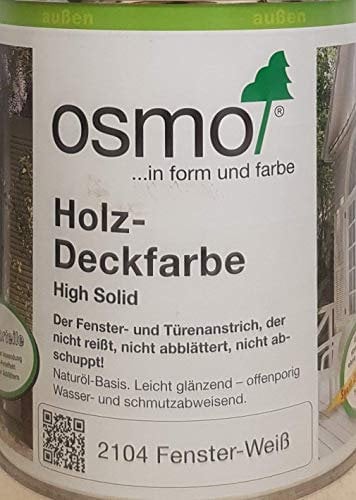 außen
außen
osmo®
...in form und farbe
Holz-
Deckfarbe
High Solid
Der Fenster- und Türenanstrich, der
nicht reißt, nicht abblättert, nicht ab-
schuppt!
Naturöl-Basis. Leicht glänzend – offenporig
Wasser- und schmutzabweisend.
2104 Fenster-Weiß